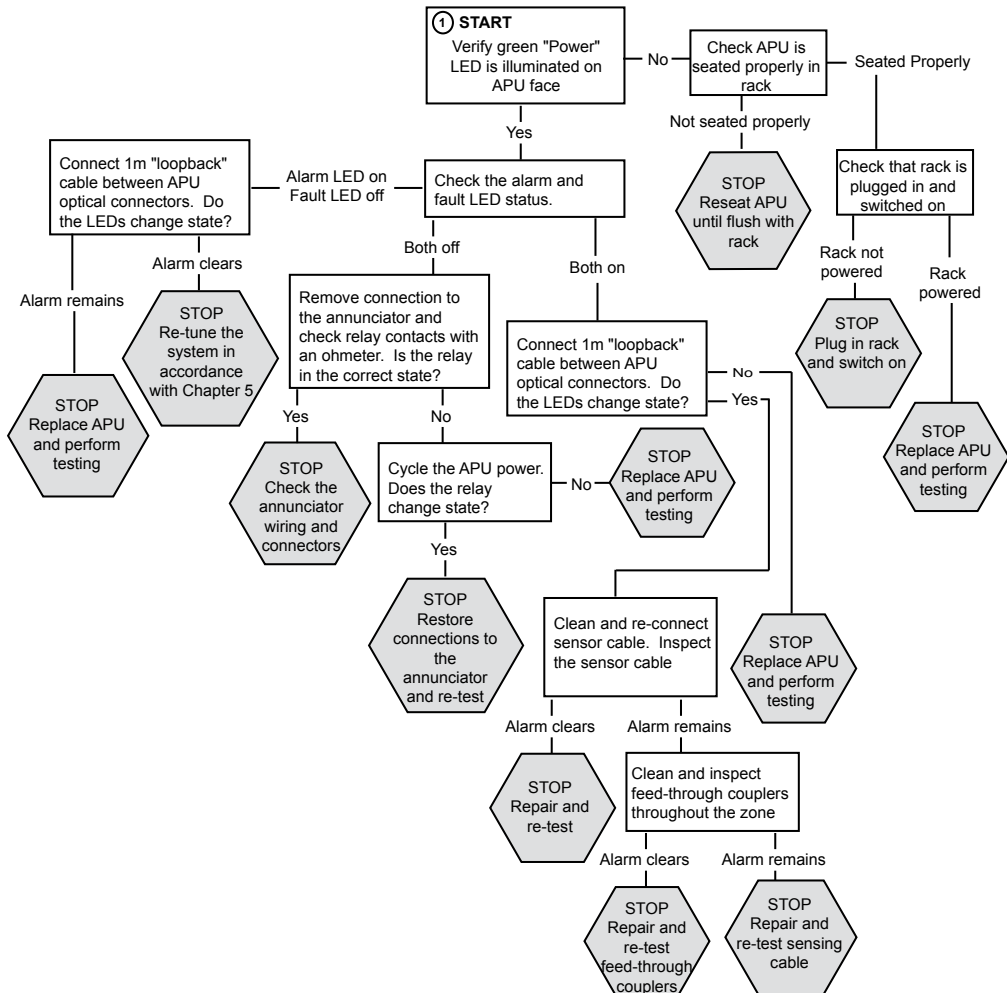 1 START
Verify green "Power"
LED is illuminated on
APU face
No
Check APU is
seated properly in
rack
Seated Properly
Not seated properly
Yes
Connect 1m "loopback"
cable between APU
optical connectors. Do
the LEDs change state?
Alarm LED on
Fault LED off
Check the alarm and
fault LED status.
STOP
Reseat APU
until flush with
rack
Check that rack is
plugged in and
switched on
Both off
Both on
Alarm clears
Alarm remains
Rack not
powered
Rack
powered
STOP
Re-tune the
system in
accordance
with Chapter 5
Remove connection to
the annunciator and
check relay contacts with
an ohmeter. Is the relay
in the correct state?
STOP
Plug in rack
and switch on
Connect 1m "loopback"
cable between APU
optical connectors. Do
the LEDs change state?
No
Yes
STOP
Replace APU
and perform
testing
Yes
No
STOP
Replace APU
and perform
testing
STOP
Check the
annunciator
wiring and
connectors
Cycle the APU power.
Does the relay
change state?
No
STOP
Replace APU
and perform
testing
Yes
STOP
Restore
connections to
the
annunciator
and re-test
Clean and re-connect
sensor cable. Inspect
the sensor cable
STOP
Replace APU
and perform
testing
Alarm clears
Alarm remains
STOP
Repair and
re-test
Clean and inspect
feed-through couplers
throughout the zone
Alarm clears
Alarm remains
STOP
Repair and
re-test
feed-through
couplers
STOP
Repair and
re-test sensing
cable